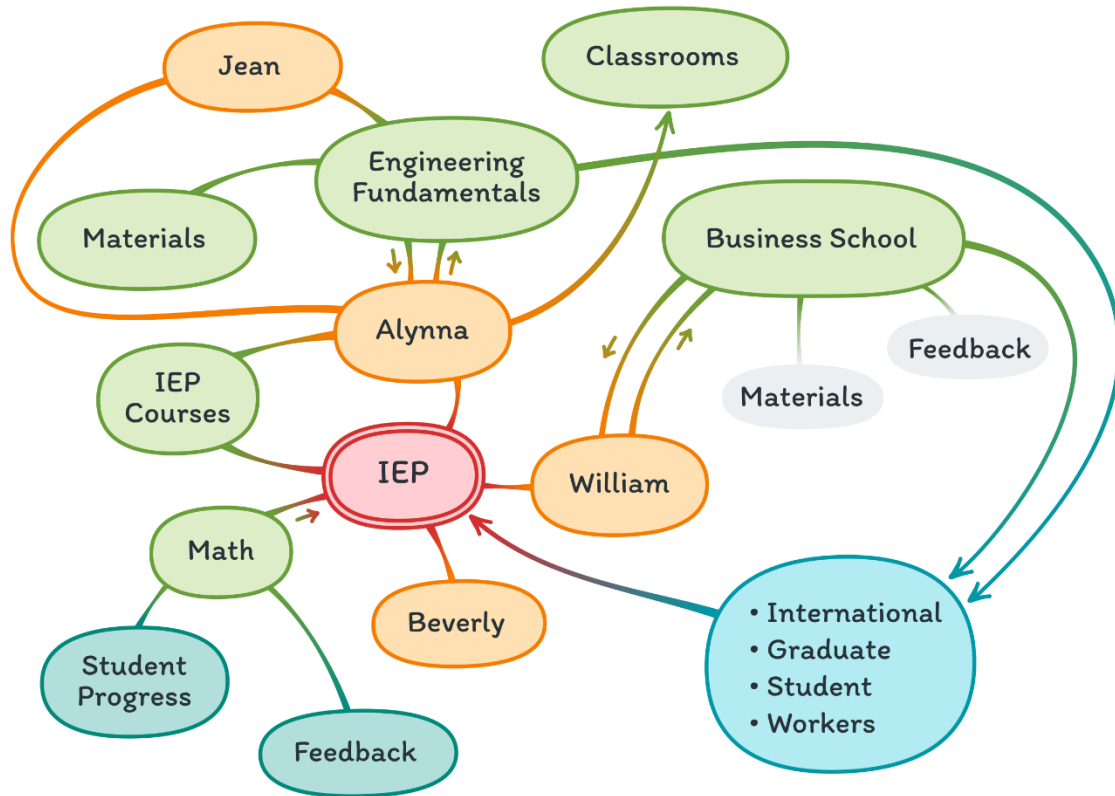 Jean
Classrooms
Engineering
Fundamentals
Materials
Business School
Alynna
Feedback
Materials
IEP
Courses
IEP
William
Math
Beverly
• International
• Graduate
• Student
• Workers
Student
Progress
Feedback